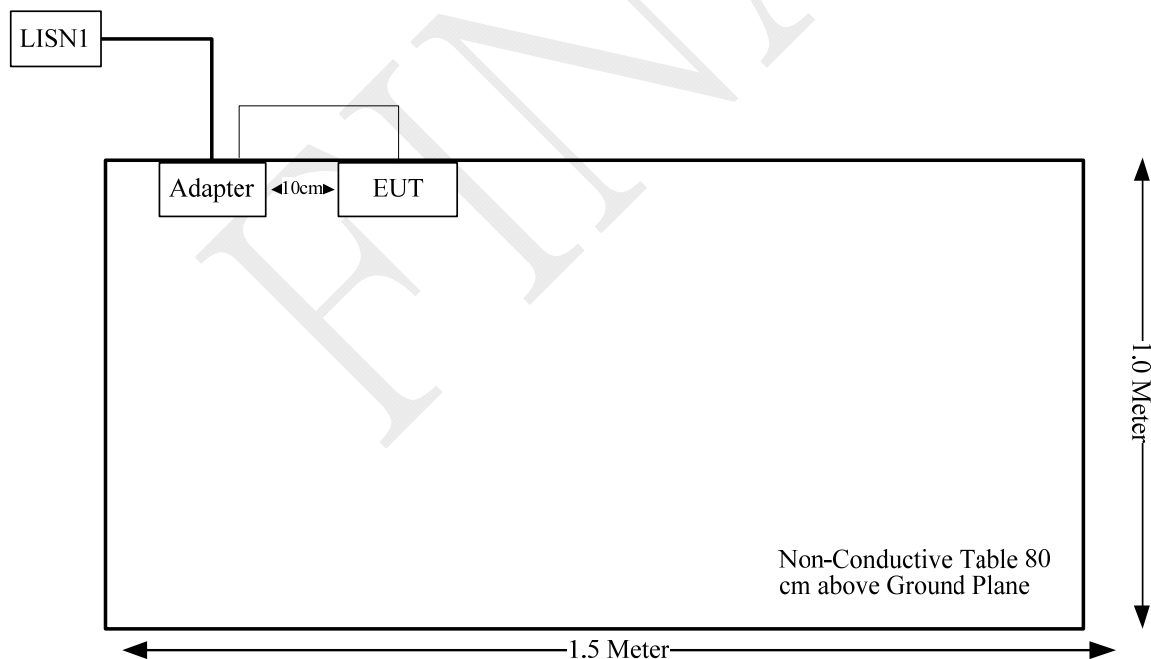 LISN1
Adapter
10cm
EUT
1.0 Meter
Non-Conductive Table 80
cm above Ground Plane
1.5 Meter